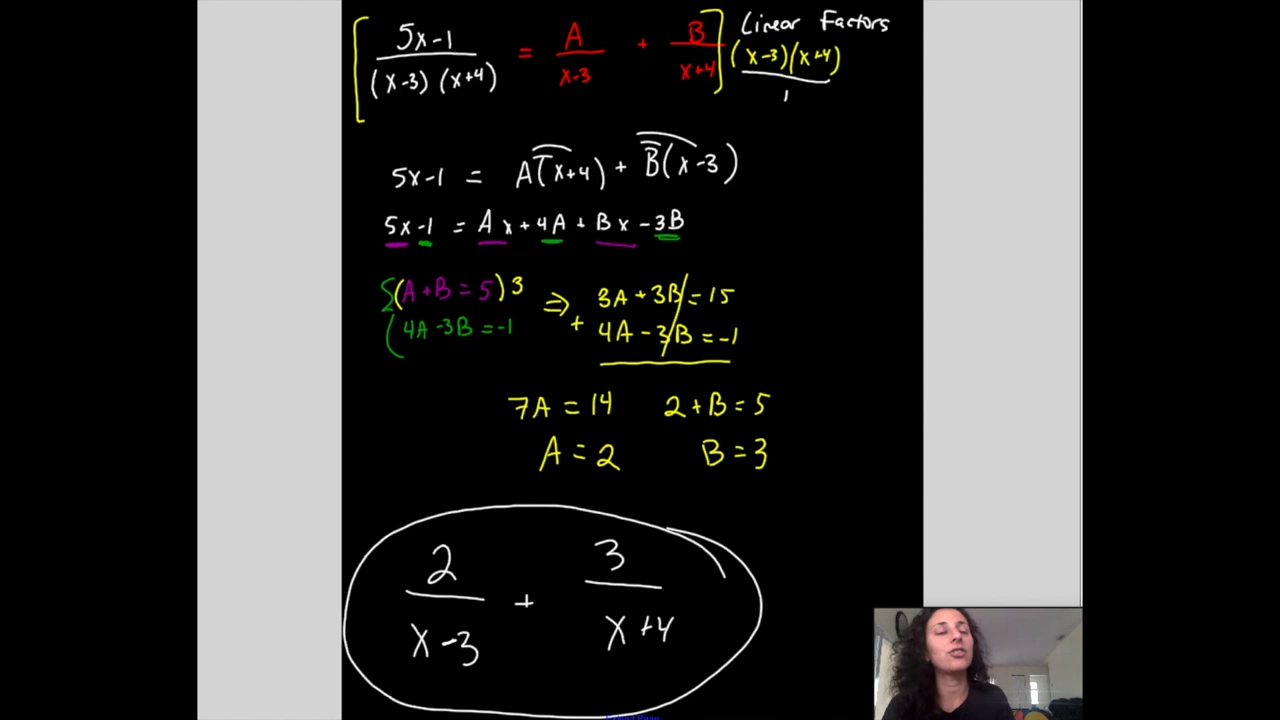 Linear Factors
[ 5x-1 / (x-3)(x+4) = A / x-3 + B / x+4 ] (x-3)(x+4) / 1
5x-1 = A(x+4) + B(x-3)
5x-1 = Ax+4A+Bx-3B
(A+B=5)3 ⇒ 3A+3B=15
4A-3B=-1 + 4A-3B=-1
7A=14 2+B=5
A=2 B=3
2 / x-3 + 3 / x+4